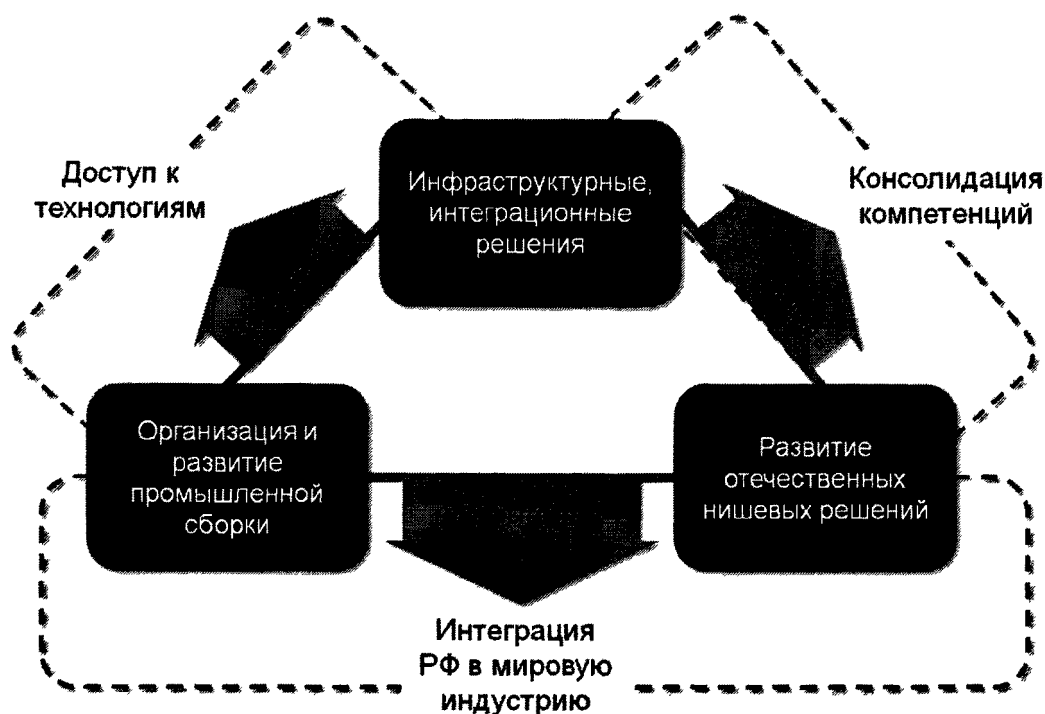 Доступ к
технологиям
Инфраструктурные,
интеграционные
решения
Консолидация
компетенций
Организация и
развитие
промышленной
сборки
Развитие
отечественных
нишевых решений
Интеграция
РФ в мировую
индустрию